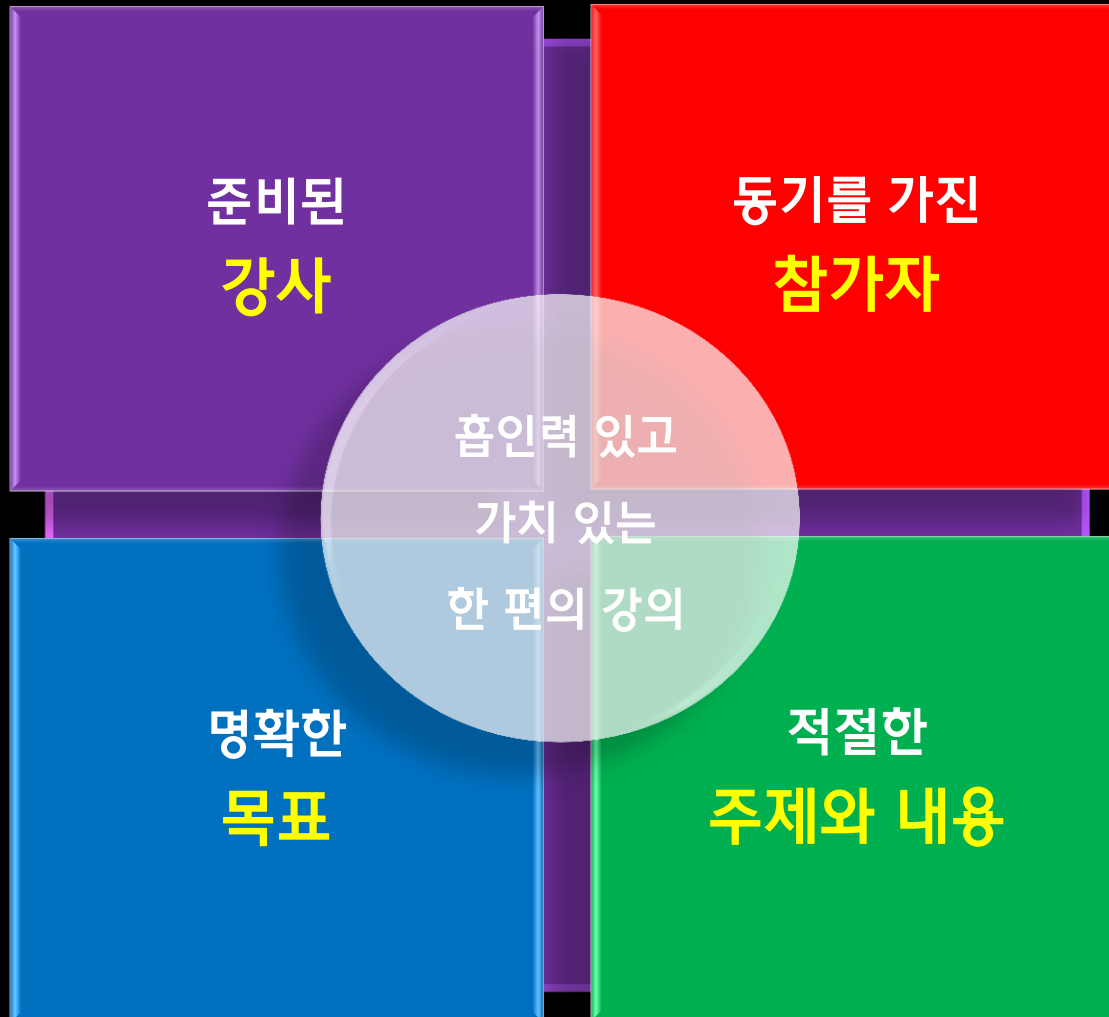 준비된
강사
동기를 가진
참가자
흡인력 있고
가치 있는
한 편의 강의
명확한
목표
적절한
주제와 내용